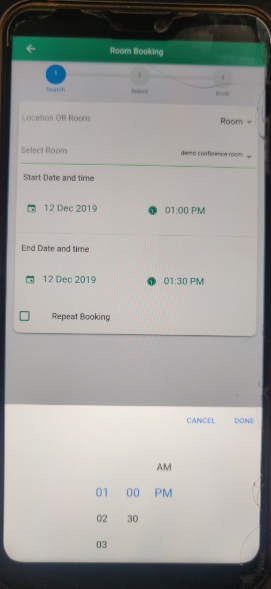 Room Booking
1
Search
Select
Book
Location OR Room
Room
Select Room
demo conference room
Start Date and time
12 Dec 2019
01:00 PM
End Date and time
12 Dec 2019
01:30 PM
Repeat Booking
CANCEL
DONE
AM
01 00 PM
02 30
03